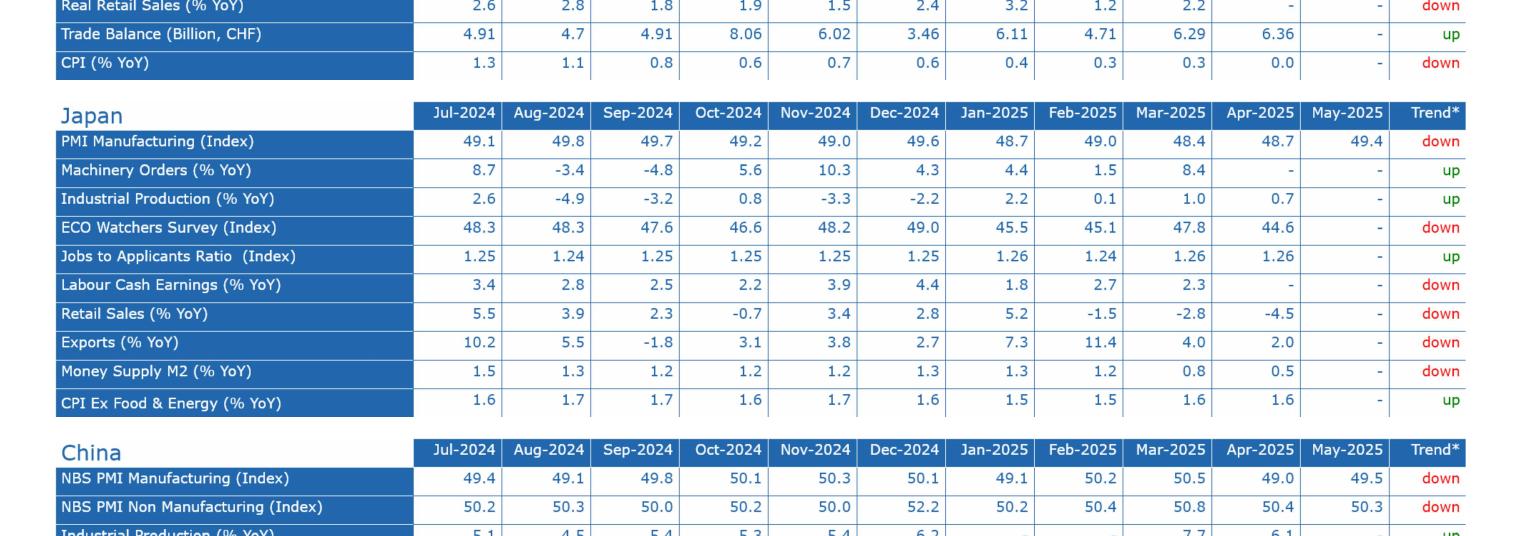 Real Retail Sales (% YoY) 2.6 2.8 1.8 1.9 1.5 2.4 3.2 1.2 2.2 - - down
Trade Balance (Billion, CHF) 4.91 4.7 4.91 8.06 6.02 3.46 6.11 4.71 6.29 6.36 - up
CPI (% YoY) 1.3 1.1 0.8 0.6 0.7 0.6 0.4 0.3 0.3 0.0 - down
Japan Jul-2024 Aug-2024 Sep-2024 Oct-2024 Nov-2024 Dec-2024 Jan-2025 Feb-2025 Mar-2025 Apr-2025 May-2025 Trend*
PMI Manufacturing (Index) 49.1 49.8 49.7 49.2 49.0 49.6 48.7 49.0 48.4 48.7 49.4 down
Machinery Orders (% YoY) 8.7 -3.4 -4.8 5.6 10.3 4.3 4.4 1.5 8.4 - - up
Industrial Production (% YoY) 2.6 -4.9 -3.2 0.8 -3.3 -2.2 2.2 0.1 1.0 0.7 - up
ECO Watchers Survey (Index) 48.3 48.3 47.6 46.6 48.2 49.0 45.5 45.1 47.8 44.6 - down
Jobs to Applicants Ratio (Index) 1.25 1.24 1.25 1.25 1.25 1.25 1.26 1.24 1.26 1.26 - up
Labour Cash Earnings (% YoY) 3.4 2.8 2.5 2.2 3.9 4.4 1.8 2.7 2.3 - - down
Retail Sales (% YoY) 5.5 3.9 2.3 -0.7 3.4 2.8 5.2 -1.5 -2.8 -4.5 - down
Exports (% YoY) 10.2 5.5 -1.8 3.1 3.8 2.7 7.3 11.4 4.0 2.0 - down
Money Supply M2 (% YoY) 1.5 1.3 1.2 1.2 1.2 1.3 1.3 1.2 0.8 0.5 - down
CPI Ex Food & Energy (% YoY) 1.6 1.7 1.7 1.6 1.7 1.6 1.5 1.5 1.6 1.6 - up
China Jul-2024 Aug-2024 Sep-2024 Oct-2024 Nov-2024 Dec-2024 Jan-2025 Feb-2025 Mar-2025 Apr-2025 May-2025 Trend*
NBS PMI Manufacturing (Index) 49.4 49.1 49.8 50.1 50.3 50.1 49.1 50.2 50.5 49.0 49.5 down
NBS PMI Non Manufacturing (Index) 50.2 50.3 50.0 50.2 50.0 52.2 50.2 50.4 50.8 50.4 50.3 down
Industrial Production (% YoY) 5.1 4.5 5.4 5.3 5.4 6.2 - - 7.7 6.1 - up